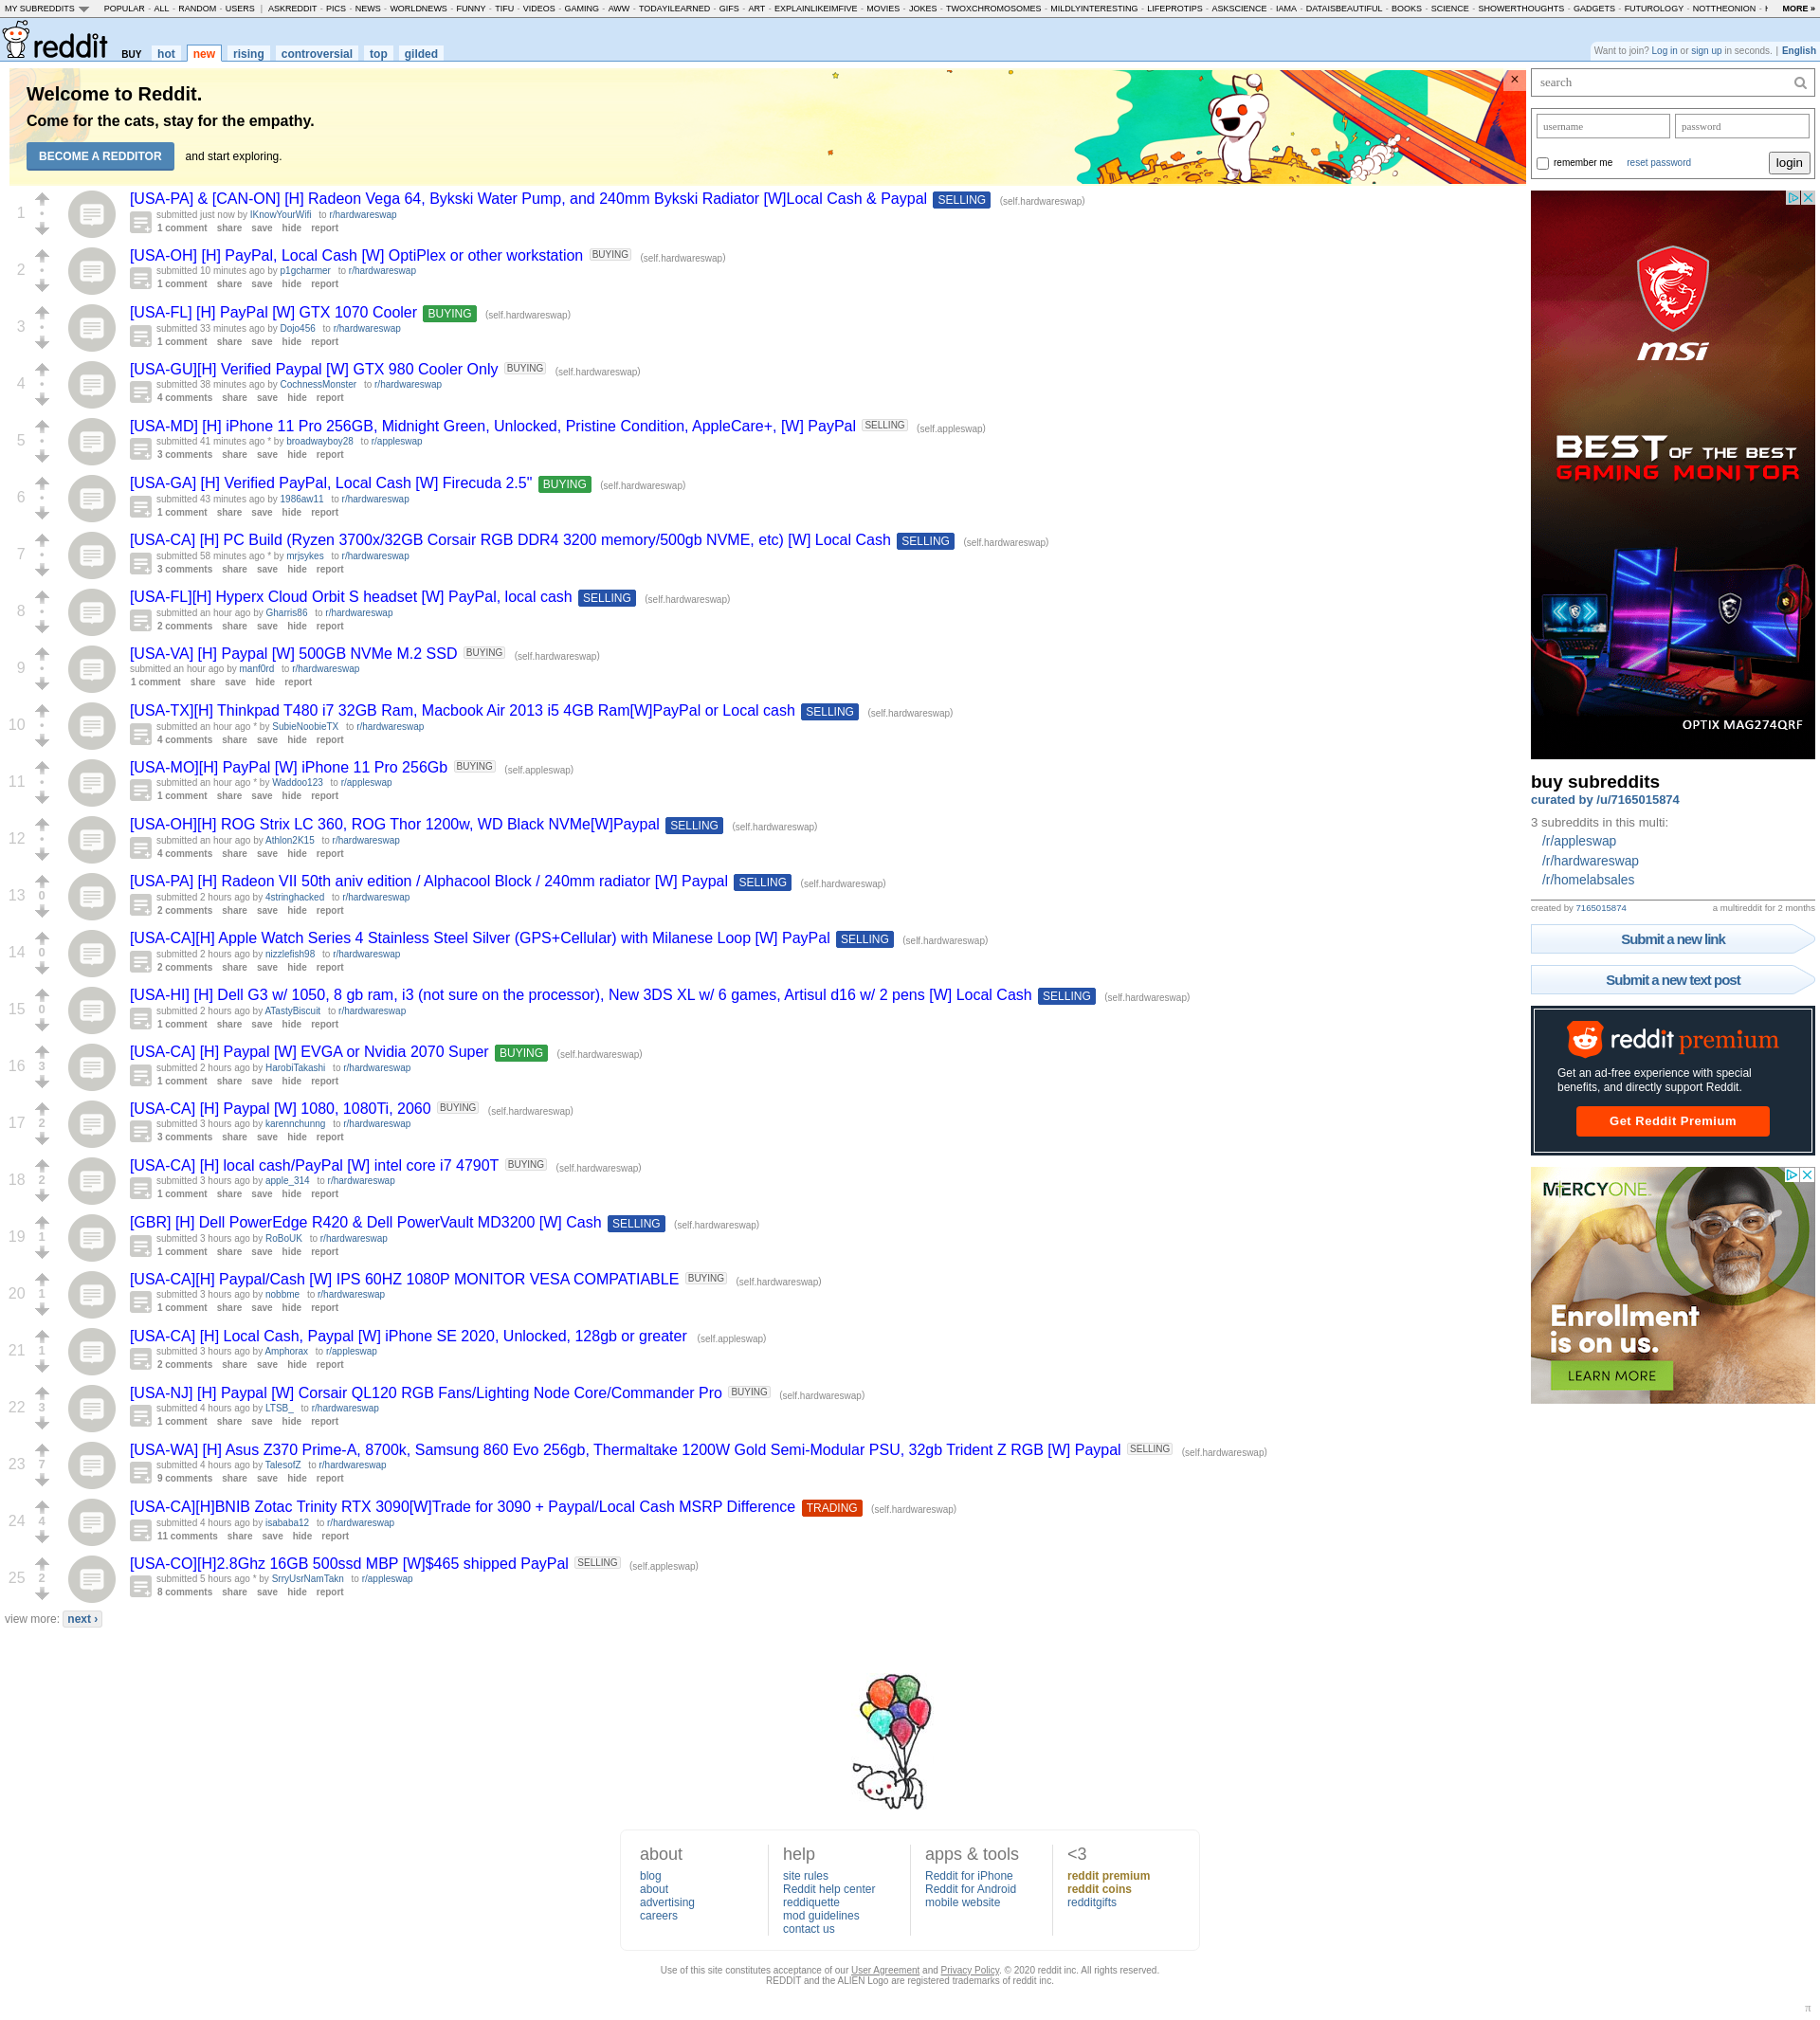 MY SUBREDDITS POPULAR - ALL - RANDOM - USERS | ASKREDDIT - PICS - NEWS - WORLDNEWS - FUNNY - TIFU - VIDEOS - GAMING - AWW - TODAYILEARNED - GIFS - ART - EXPLAINLIKEIMFIVE - MOVIES - JOKES - TWOXCHROMOSOMES - MILDLYINTERESTING - LIFEPROTIPS - ASKSCIENCE - IAMA - DATAISBEAUTIFUL - BOOKS - SCIENCE - SHOWERTHOUGHTS - GADGETS - FUTUROLOGY - NOTTHEONION - MORE »
reddit BUY hot new rising controversial top gilded
Want to join? Log in or sign up in seconds. | English
Welcome to Reddit.
Come for the cats, stay for the empathy.
BECOME A REDDITOR and start exploring.
×
1
[USA-PA] & [CAN-ON] [H] Radeon Vega 64, Bykski Water Pump, and 240mm Bykski Radiator [W]Local Cash & Paypal SELLING (self.hardwareswap)
submitted just now by IKnowYourWifi to r/hardwareswap
1 comment share save hide report
2
[USA-OH] [H] PayPal, Local Cash [W] OptiPlex or other workstation BUYING (self.hardwareswap)
submitted 10 minutes ago by p1gcharmer to r/hardwareswap
1 comment share save hide report
3
[USA-FL] [H] PayPal [W] GTX 1070 Cooler BUYING (self.hardwareswap)
submitted 33 minutes ago by Dojo456 to r/hardwareswap
1 comment share save hide report
4
[USA-GU][H] Verified Paypal [W] GTX 980 Cooler Only BUYING (self.hardwareswap)
submitted 38 minutes ago by CochnessMonster to r/hardwareswap
4 comments share save hide report
5
[USA-MD] [H] iPhone 11 Pro 256GB, Midnight Green, Unlocked, Pristine Condition, AppleCare+, [W] PayPal SELLING (self.appleswap)
submitted 41 minutes ago * by broadwayboy28 to r/appleswap
3 comments share save hide report
6
[USA-GA] [H] Verified PayPal, Local Cash [W] Firecuda 2.5" BUYING (self.hardwareswap)
submitted 43 minutes ago by 1986aw11 to r/hardwareswap
1 comment share save hide report
7
[USA-CA] [H] PC Build (Ryzen 3700x/32GB Corsair RGB DDR4 3200 memory/500gb NVME, etc) [W] Local Cash SELLING (self.hardwareswap)
submitted 58 minutes ago * by mrjsykes to r/hardwareswap
3 comments share save hide report
8
[USA-FL][H] Hyperx Cloud Orbit S headset [W] PayPal, local cash SELLING (self.hardwareswap)
submitted an hour ago by Gharris86 to r/hardwareswap
2 comments share save hide report
9
[USA-VA] [H] Paypal [W] 500GB NVMe M.2 SSD BUYING (self.hardwareswap)
submitted an hour ago by manf0rd to r/hardwareswap
1 comment share save hide report
10
[USA-TX][H] Thinkpad T480 i7 32GB Ram, Macbook Air 2013 i5 4GB Ram[W]PayPal or Local cash SELLING (self.hardwareswap)
submitted an hour ago * by SubieNoobieTX to r/hardwareswap
4 comments share save hide report
11
[USA-MO][H] PayPal [W] iPhone 11 Pro 256Gb BUYING (self.appleswap)
submitted an hour ago * by Waddoo123 to r/appleswap
1 comment share save hide report
12
[USA-OH][H] ROG Strix LC 360, ROG Thor 1200w, WD Black NVMe[W]Paypal SELLING (self.hardwareswap)
submitted an hour ago by Athlon2K15 to r/hardwareswap
4 comments share save hide report
13 0
[USA-PA] [H] Radeon VII 50th aniv edition / Alphacool Block / 240mm radiator [W] Paypal SELLING (self.hardwareswap)
submitted 2 hours ago by 4stringhacked to r/hardwareswap
2 comments share save hide report
14 0
[USA-CA][H] Apple Watch Series 4 Stainless Steel Silver (GPS+Cellular) with Milanese Loop [W] PayPal SELLING (self.hardwareswap)
submitted 2 hours ago by nizzlefish98 to r/hardwareswap
2 comments share save hide report
15 0
[USA-HI] [H] Dell G3 w/ 1050, 8 gb ram, i3 (not sure on the processor), New 3DS XL w/ 6 games, Artisul d16 w/ 2 pens [W] Local Cash SELLING (self.hardwareswap)
submitted 2 hours ago by ATastyBiscuit to r/hardwareswap
1 comment share save hide report
16 3
[USA-CA] [H] Paypal [W] EVGA or Nvidia 2070 Super BUYING (self.hardwareswap)
submitted 2 hours ago by HarobiTakashi to r/hardwareswap
1 comment share save hide report
17 2
[USA-CA] [H] Paypal [W] 1080, 1080Ti, 2060 BUYING (self.hardwareswap)
submitted 3 hours ago by karennchunng to r/hardwareswap
3 comments share save hide report
18 2
[USA-CA] [H] local cash/PayPal [W] intel core i7 4790T BUYING (self.hardwareswap)
submitted 3 hours ago by apple_314 to r/hardwareswap
1 comment share save hide report
19 1
[GBR] [H] Dell PowerEdge R420 & Dell PowerVault MD3200 [W] Cash SELLING (self.hardwareswap)
submitted 3 hours ago by RoBoUK to r/hardwareswap
1 comment share save hide report
20 1
[USA-CA][H] Paypal/Cash [W] IPS 60HZ 1080P MONITOR VESA COMPATIABLE BUYING (self.hardwareswap)
submitted 3 hours ago by nobbme to r/hardwareswap
1 comment share save hide report
21 1
[USA-CA] [H] Local Cash, Paypal [W] iPhone SE 2020, Unlocked, 128gb or greater (self.appleswap)
submitted 3 hours ago by Amphorax to r/appleswap
2 comments share save hide report
22 3
[USA-NJ] [H] Paypal [W] Corsair QL120 RGB Fans/Lighting Node Core/Commander Pro BUYING (self.hardwareswap)
submitted 4 hours ago by LTSB_ to r/hardwareswap
1 comment share save hide report
23 7
[USA-WA] [H] Asus Z370 Prime-A, 8700k, Samsung 860 Evo 256gb, Thermaltake 1200W Gold Semi-Modular PSU, 32gb Trident Z RGB [W] Paypal SELLING (self.hardwareswap)
submitted 4 hours ago by TalesofZ to r/hardwareswap
9 comments share save hide report
24 4
[USA-CA][H]BNIB Zotac Trinity RTX 3090[W]Trade for 3090 + Paypal/Local Cash MSRP Difference TRADING (self.hardwareswap)
submitted 4 hours ago by isababa12 to r/hardwareswap
11 comments share save hide report
25 2
[USA-CO][H]2.8Ghz 16GB 500ssd MBP [W]$465 shipped PayPal SELLING (self.appleswap)
submitted 5 hours ago * by SrryUsrNamTakn to r/appleswap
8 comments share save hide report
view more: next ›
search
username password
remember me reset password login
msi
BEST OF THE BEST
GAMING MONITOR
OPTIX MAG274QRF
buy subreddits
curated by /u/7165015874
3 subreddits in this multi:
/r/appleswap
/r/hardwareswap
/r/homelabsales
created by 7165015874 a multireddit for 2 months
Submit a new link
Submit a new text post
reddit premium
Get an ad-free experience with special
benefits, and directly support Reddit.
Get Reddit Premium
MERCYONE
Enrollment
is on us.
LEARN MORE
about
blog
about
advertising
careers
help
site rules
Reddit help center
reddiquette
mod guidelines
contact us
apps & tools
Reddit for iPhone
Reddit for Android
mobile website
<3
reddit premium
reddit coins
redditgifts
Use of this site constitutes acceptance of our User Agreement and Privacy Policy. © 2020 reddit inc. All rights reserved.
REDDIT and the ALIEN Logo are registered trademarks of reddit inc.
π